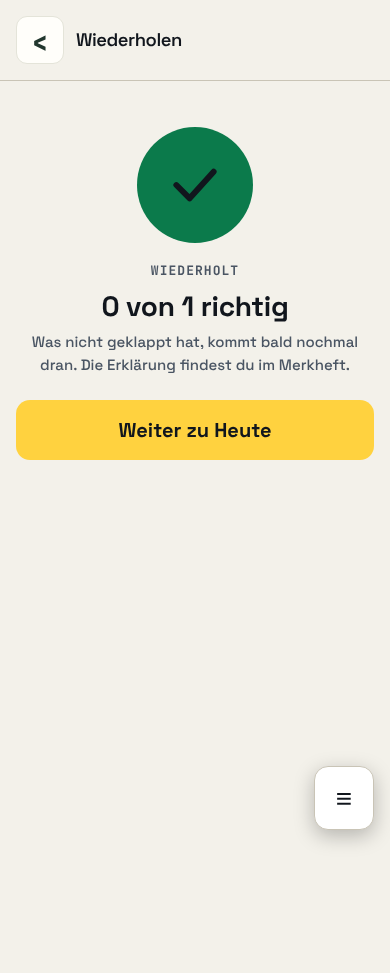 Wiederholen
WIEDERHOLT
0 von 1 richtig
Was nicht geklappt hat, kommt bald nochmal
dran. Die Erklärung findest du im Merkheft.
Weiter zu Heute